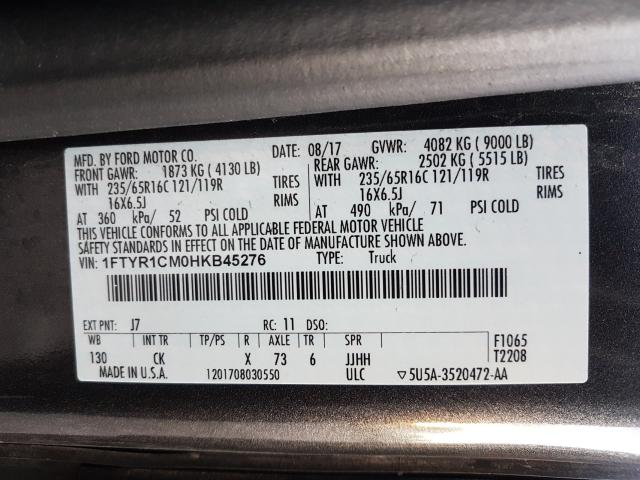 MFD. BY FORD MOTOR CO. DATE: 08/17 GVWR: 4082 KG ( 9000 LB)
FRONT GAWR: 1873 KG ( 4130 LB) REAR GAWR: 2502 KG ( 5515 LB)
WITH 235/65R16C 121/119R TIRES WITH 235/65R16C 121/119R TIRES
16X6.5J RIMS 16X6.5J RIMS
AT 360 kPa/ 52 PSI COLD AT 490 kPa/ 71 PSI COLD
THIS VEHICLE CONFORMS TO ALL APPLICABLE FEDERAL MOTOR VEHICLE
SAFETY STANDARDS IN EFFECT ON THE DATE OF MANUFACTURE SHOWN ABOVE.
VIN: 1FTYR1CM0HKB45276 TYPE: Truck
EXT PNT: J7 RC: 11 DSO:
WB INT TR TP/PS R AXLE TR SPR F1065
130 CK X 73 6 JJHH T2208
MADE IN U.S.A. 1201708030550 ULC ▽5U5A-3520472-AA